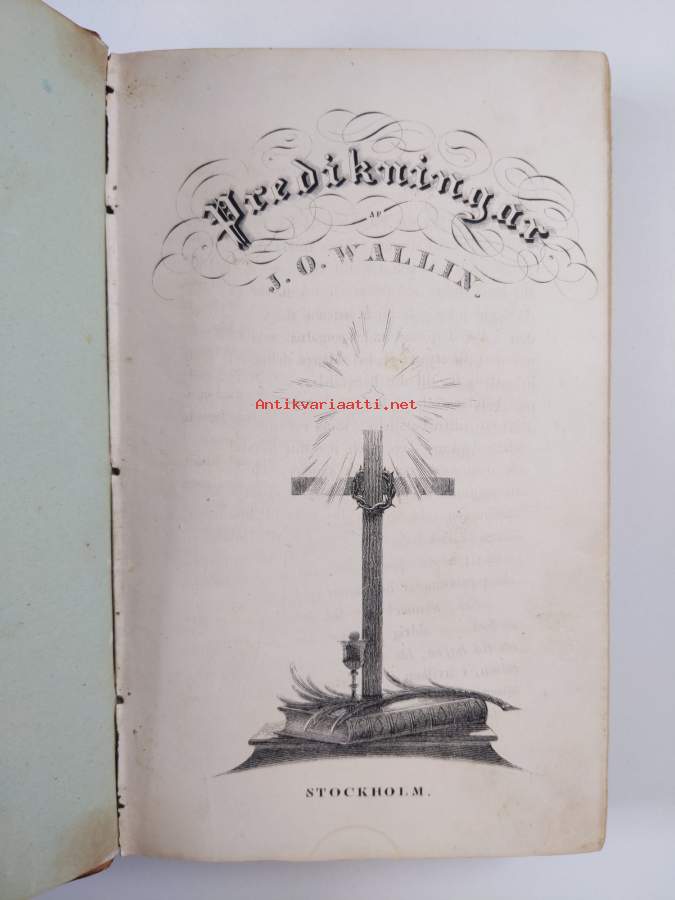 Predikningar
AF
J. O. WALLIN.
Antikvariaatti.net
STOCKHOLM.